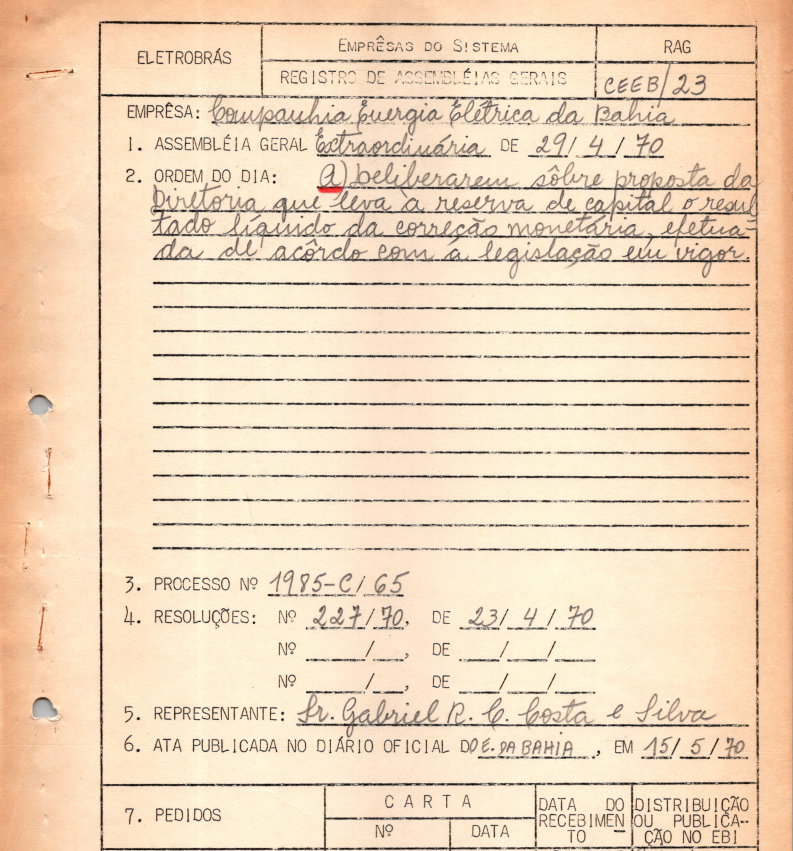 ELETROBRÁS
EMPRÊSAS DO SISTEMA
RAG
REGISTRO DE ASSEMBLÉIAS GERAIS
CEEB/23
EMPRÊSA: Companhia Energia Elétrica da Bahia
1. ASSEMBLÉIA GERAL Extraordinária DE 29/4/70
2. ORDEM DO DIA: a) Deliberarem sôbre proposta da
Diretoria que leva à reserva de capital o resul
tado líquido da correção monetária, efetua-
da de acôrdo com a legislação em vigor.
3. PROCESSO Nº 1985-C/65
4. RESOLUÇÕES: Nº 227/70, DE 23/4/70
Nº / , DE / /
Nº / , DE / /
5. REPRESENTANTE: Sr. Gabriel R. C. Costa e Silva
6. ATA PUBLICADA NO DIÁRIO OFICIAL DO E. DA BAHIA, EM 15/5/70
7. PEDIDOS
CARTA
Nº
DATA
DATA DO
RECEBIMEN
TO
DISTRIBUIÇÃO
OU PUBLICA-
ÇÃO NO EBI